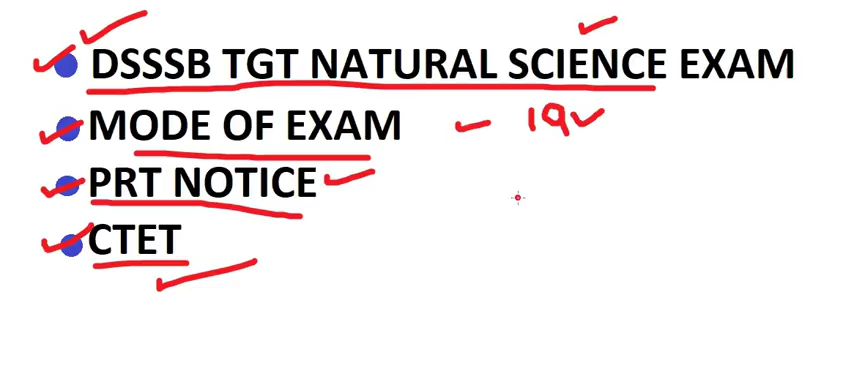 DSSSB TGT NATURAL SCIENCE EXAM
MODE OF EXAM - 19
PRT NOTICE
CTET